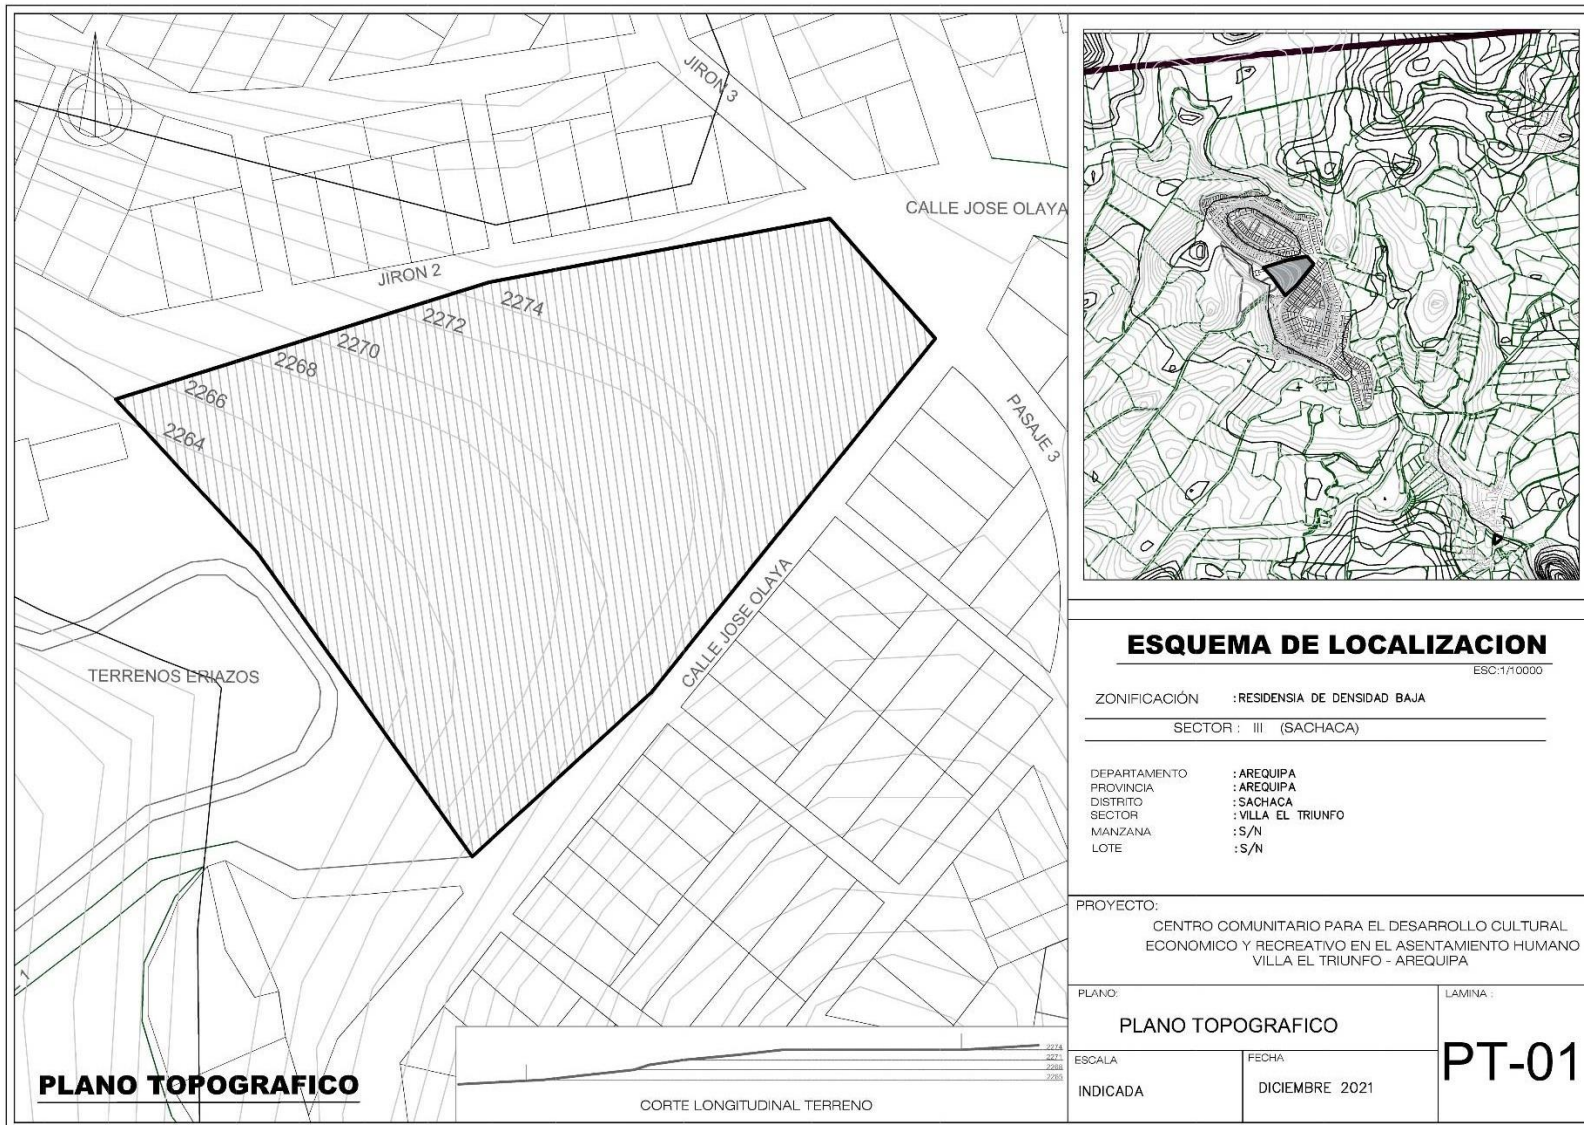 JIRON 3
CALLE JOSE OLAYA
JIRON 2
2274
2272
2270
2268
2266
2264
PASAJE 3
CALLE JOSE OLAYA
TERRENOS ERIAZOS
PLANO TOPOGRAFICO
2274
2271
2268
2265
CORTE LONGITUDINAL TERRENO
ESQUEMA DE LOCALIZACION
ESC:1/10000
ZONIFICACIÓN : RESIDENSIA DE DENSIDAD BAJA
SECTOR : III (SACHACA)
DEPARTAMENTO : AREQUIPA
PROVINCIA : AREQUIPA
DISTRITO : SACHACA
SECTOR : VILLA EL TRIUNFO
MANZANA : S/N
LOTE : S/N
PROYECTO:
CENTRO COMUNITARIO PARA EL DESARROLLO CULTURAL
ECONOMICO Y RECREATIVO EN EL ASENTAMIENTO HUMANO
VILLA EL TRIUNFO - AREQUIPA
PLANO:
PLANO TOPOGRAFICO
LAMINA :
PT-01
ESCALA
INDICADA
FECHA
DICIEMBRE 2021